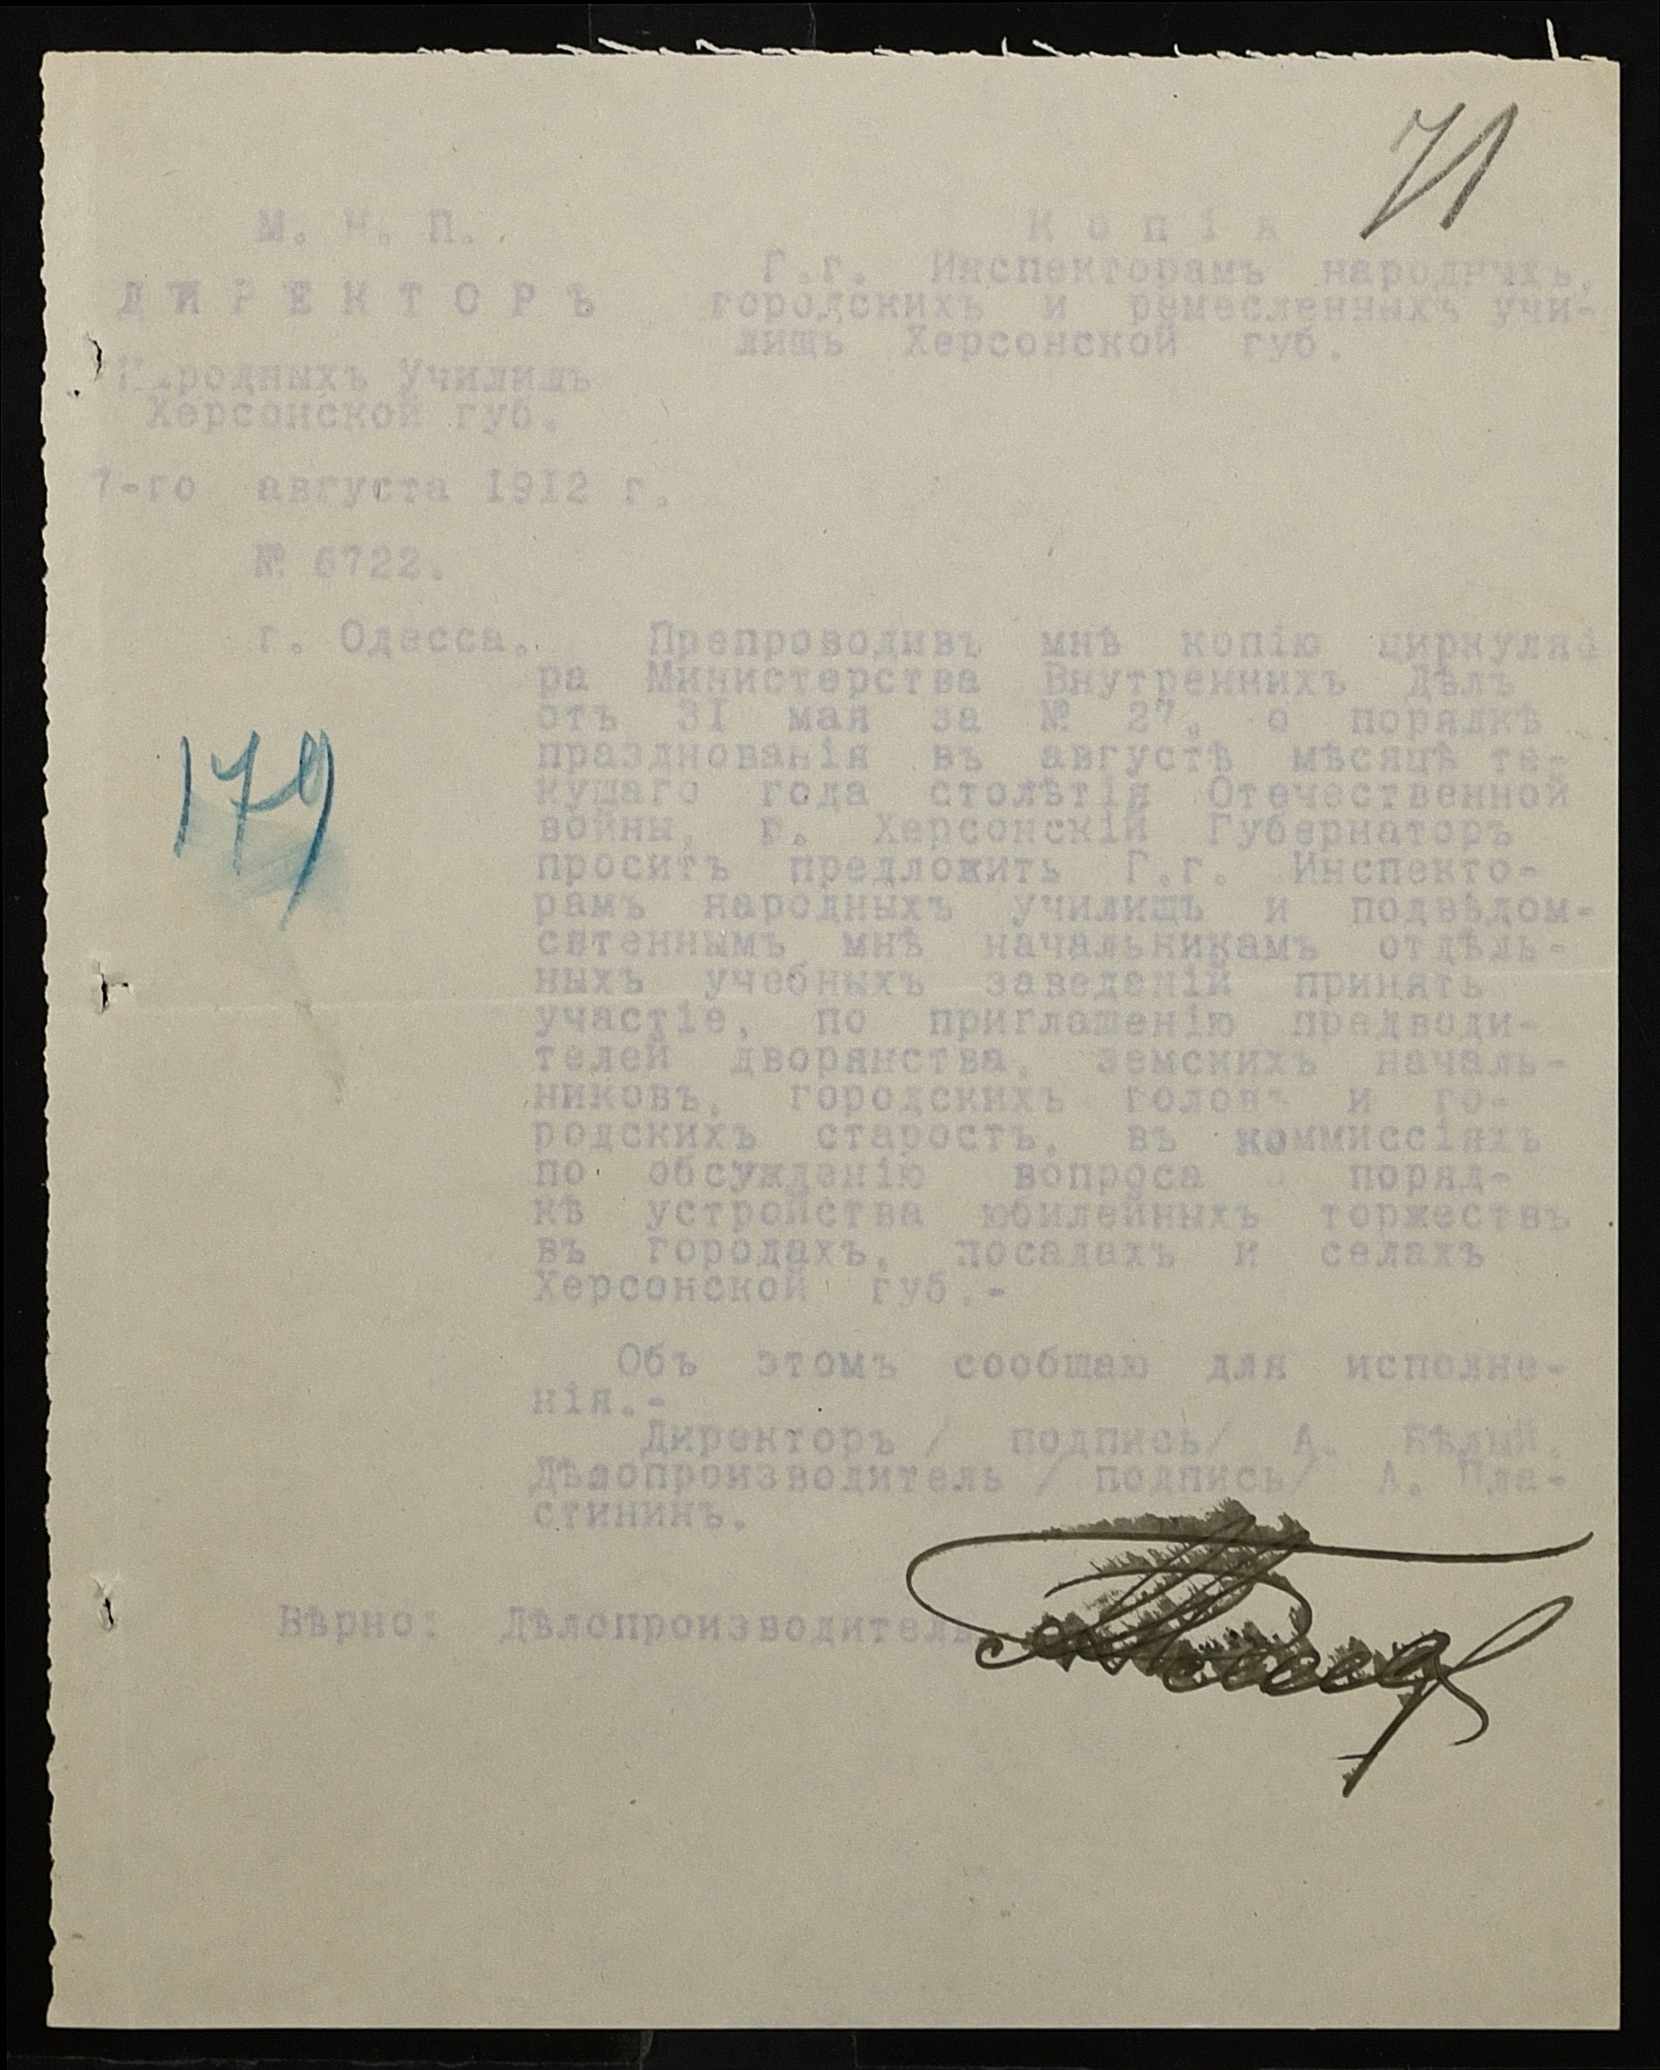 71
М. Н. П.
ДИРЕКТОРЪ
Народныхъ Училищъ
Херсонской губ.
7-го августа 1912 г.
№ 6722.
г. Одесса.
Копія
Г.г. Инспекторамъ народныхъ,
городскихъ и ремесленныхъ учи-
лищъ Херсонской губ.
179
Препроводивъ мнѣ копію циркуля
ра Министерства Внутреннихъ Дѣлъ
отъ 31 мая за № 27, о порядкѣ
празднованія въ августѣ мѣсяцѣ те-
кущаго года столѣтія Отечественной
войны, г. Херсонскій Губернаторъ
проситъ предложить Г.г. Инспекто-
рамъ народныхъ училищъ и подвѣдом-
ситеннымъ мнѣ начальникамъ отдѣль-
ныхъ учебныхъ заведеній принять
участіе, по приглашенію предводи-
телей дворянства, земскихъ началь-
никовъ, городскихъ головъ и го-
родскихъ старостъ, въ коммиссіяхъ
по обсужденію вопроса о поряд-
кѣ устройства юбилейныхъ торжествъ
въ городахъ, посадахъ и селахъ
Херсонской губ.-
Объ этомъ сообщаю для исполне-
нія.-
Директоръ / подпись/ А. Бѣлый.
Дѣлопроизводитель / подпись/ А. Пла-
стининъ.
Вѣрно: Дѣлопроизводитель